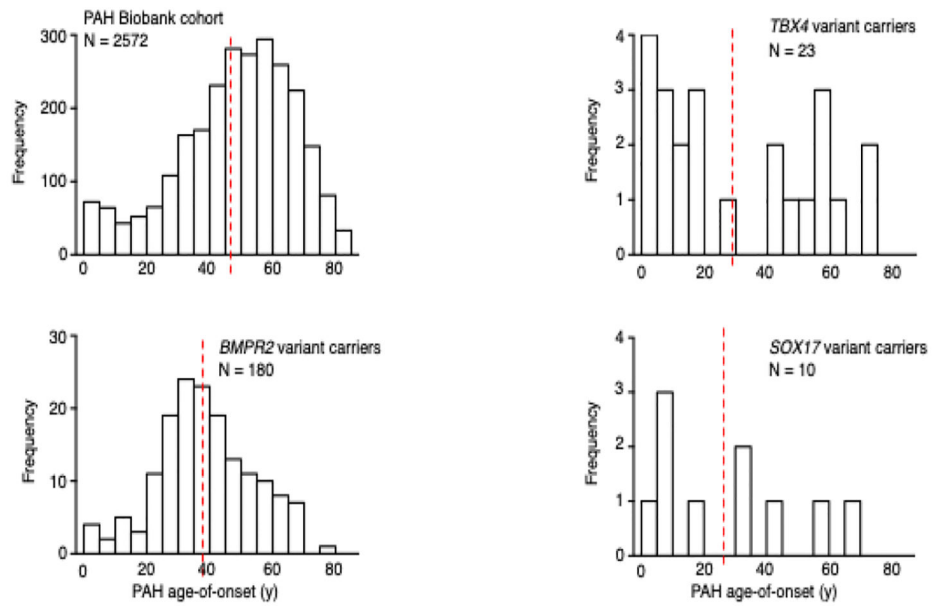 PAH Biobank cohort
N = 2572
Frequency
300
200
100
0
0 20 40 60 80
TBX4 variant carriers
N = 23
Frequency
4
3
2
1
0
0 20 40 60 80
BMPR2 variant carriers
N = 180
Frequency
30
20
10
0
0 20 40 60 80
PAH age-of-onset (y)
SOX17 variant carriers
N = 10
Frequency
4
3
2
1
0
0 20 40 60 80
PAH age-of-onset (y)